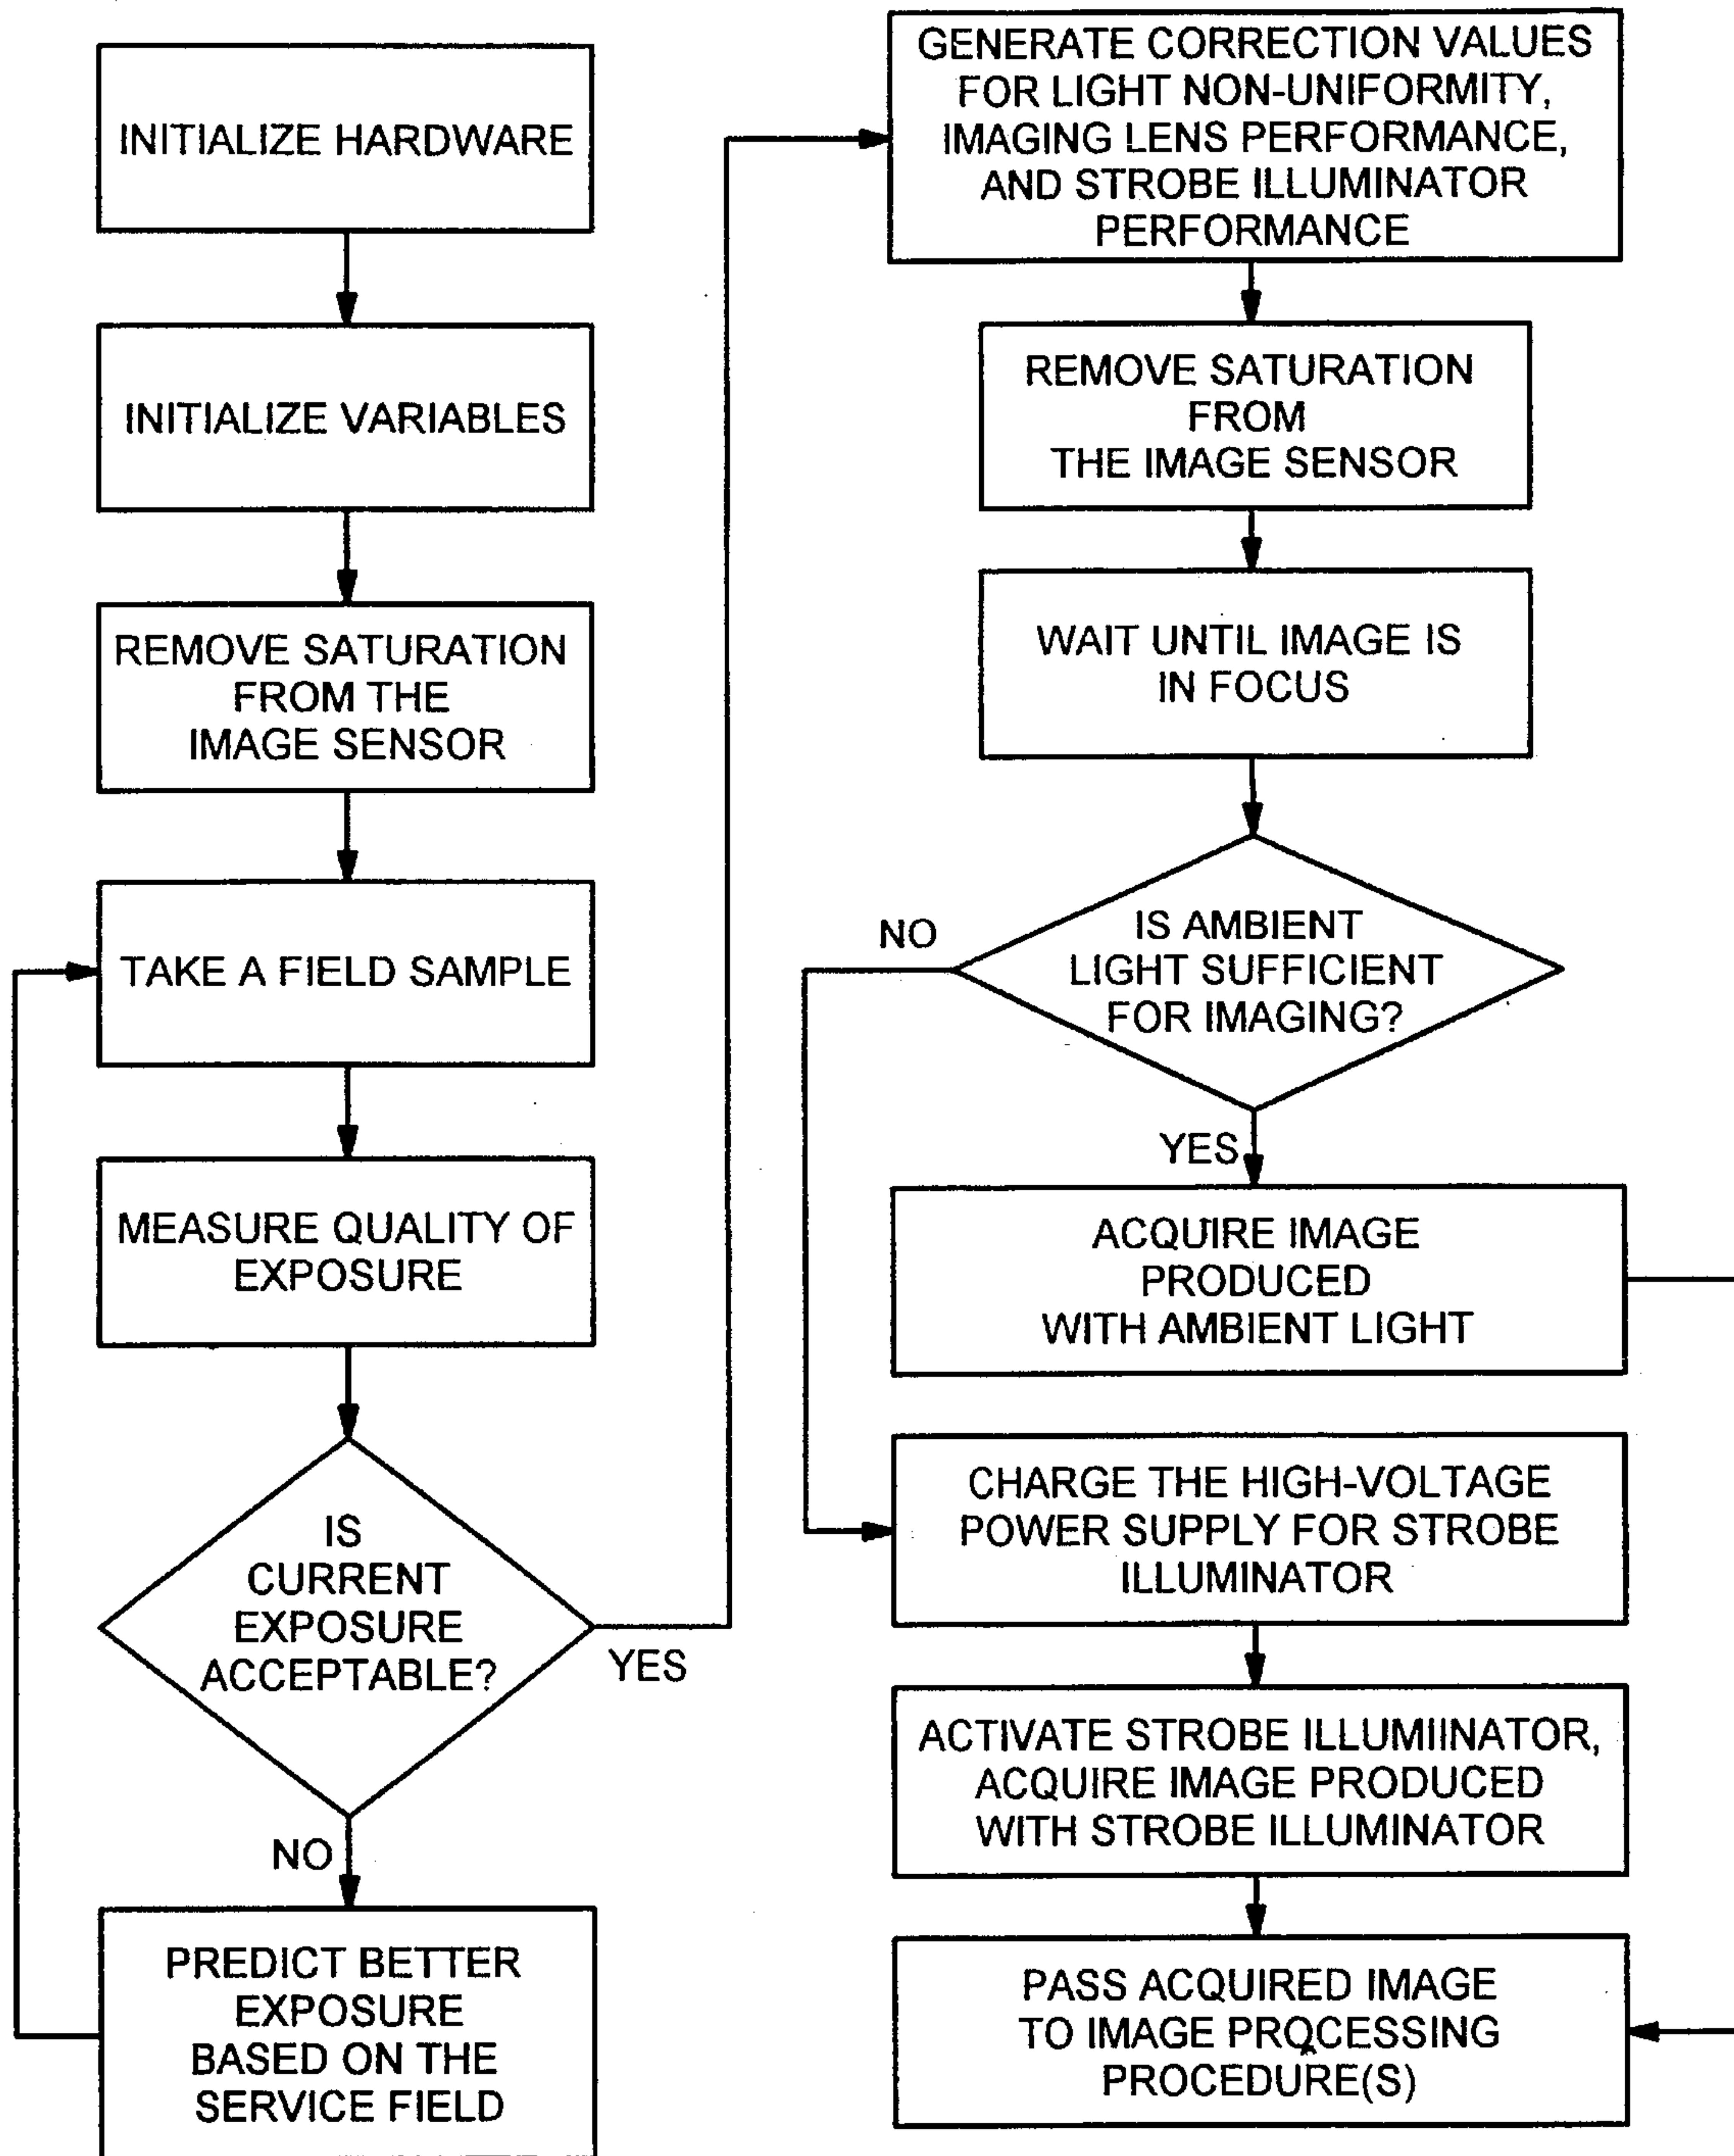 INITIALIZE HARDWARE
INITIALIZE VARIABLES
REMOVE SATURATION
FROM THE
IMAGE SENSOR
TAKE A FIELD SAMPLE
MEASURE QUALITY OF
EXPOSURE
IS
CURRENT
EXPOSURE
ACCEPTABLE?
YES
NO
PREDICT BETTER
EXPOSURE
BASED ON THE
SERVICE FIELD
GENERATE CORRECTION VALUES
FOR LIGHT NON-UNIFORMITY,
IMAGING LENS PERFORMANCE,
AND STROBE ILLUMINATOR
PERFORMANCE
REMOVE SATURATION
FROM
THE IMAGE SENSOR
WAIT UNTIL IMAGE IS
IN FOCUS
NO
IS AMBIENT
LIGHT SUFFICIENT
FOR IMAGING?
YES
ACQUIRE IMAGE
PRODUCED
WITH AMBIENT LIGHT
CHARGE THE HIGH-VOLTAGE
POWER SUPPLY FOR STROBE
ILLUMINATOR
ACTIVATE STROBE ILLUMIINATOR,
ACQUIRE IMAGE PRODUCED
WITH STROBE ILLUMINATOR
PASS ACQUIRED IMAGE
TO IMAGE PROCESSING
PROCEDURE(S)